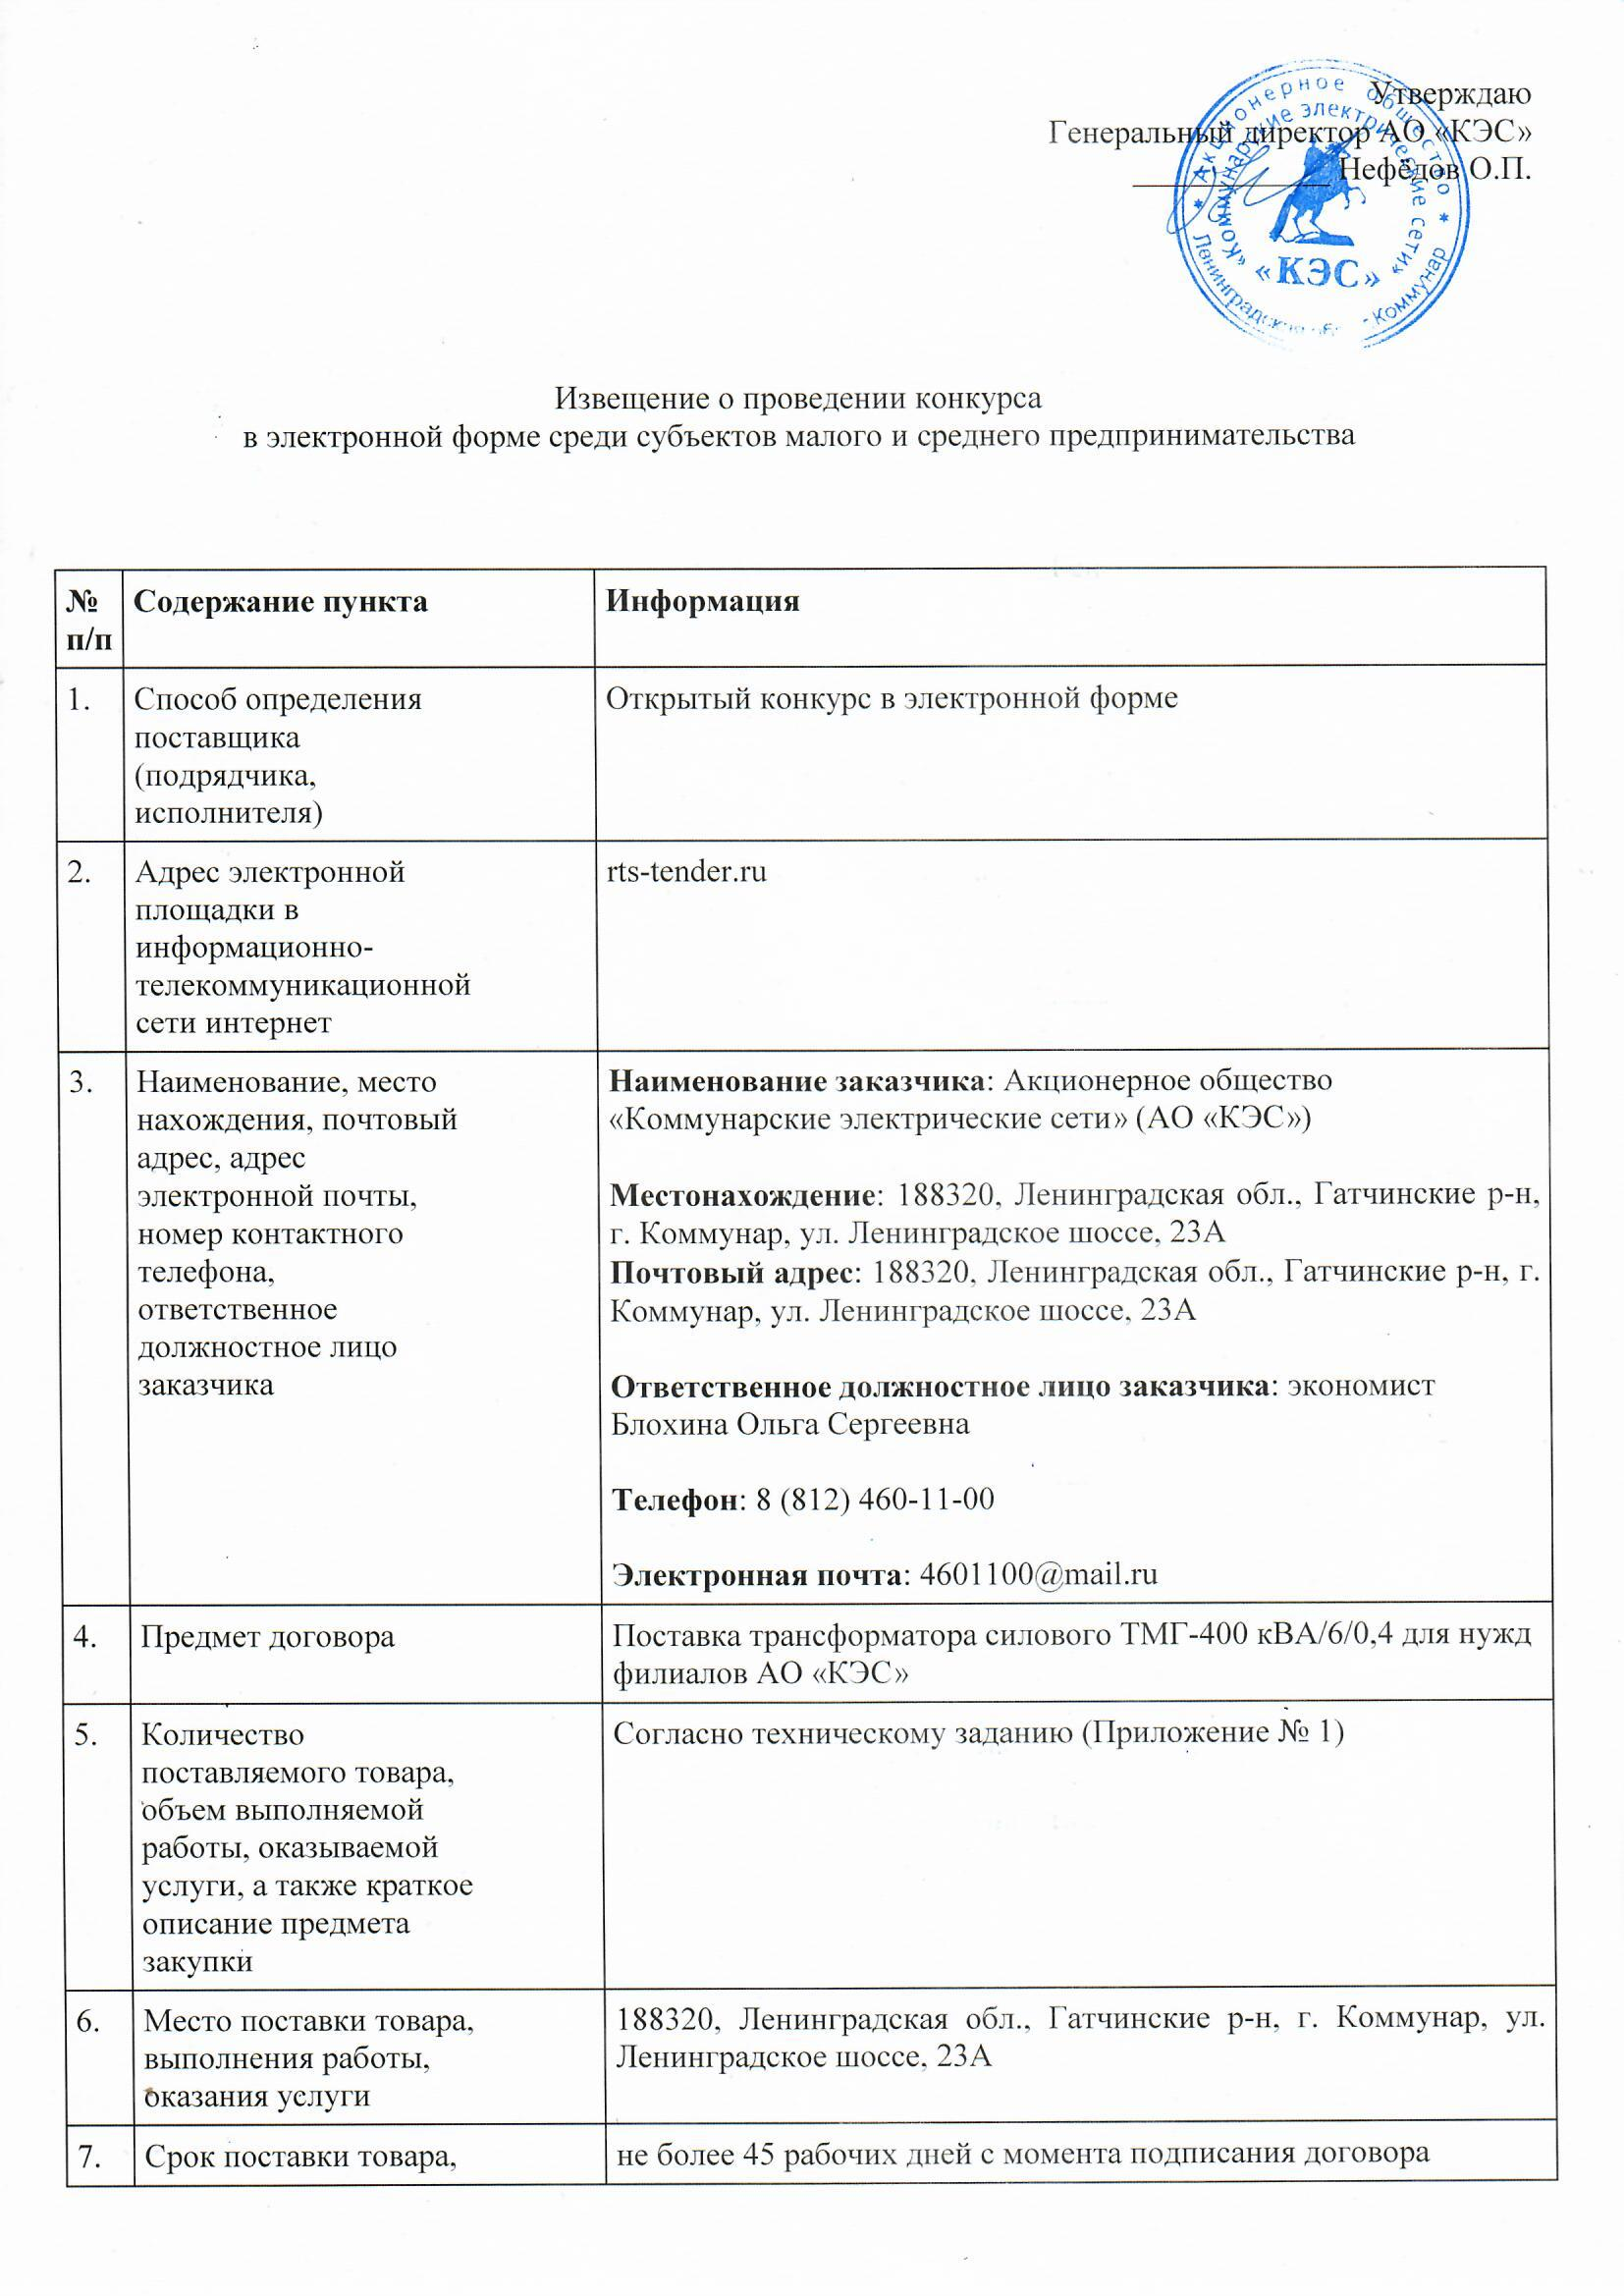 Утверждаю
Генеральный директор АО «КЭС»
____________ Нефёдов О.П.
Акционерное общество
«Коммунарские электрические сети»
«КЭС»
Ленинградская
Коммунар
Извещение о проведении конкурса
в электронной форме среди субъектов малого и среднего предпринимательства
№ п/п
Содержание пункта
Информация
1.
Способ определения
поставщика
(подрядчика,
исполнителя)
Открытый конкурс в электронной форме
2.
Адрес электронной
площадки в
информационно-
телекоммуникационной
сети интернет
rts-tender.ru
3.
Наименование, место
нахождения, почтовый
адрес, адрес
электронной почты,
номер контактного
телефона,
ответственное
должностное лицо
заказчика
Наименование заказчика: Акционерное общество
«Коммунарские электрические сети» (АО «КЭС»)
Местонахождение: 188320, Ленинградская обл., Гатчинские р-н,
г. Коммунар, ул. Ленинградское шоссе, 23А
Почтовый адрес: 188320, Ленинградская обл., Гатчинские р-н, г.
Коммунар, ул. Ленинградское шоссе, 23А
Ответственное должностное лицо заказчика: экономист
Блохина Ольга Сергеевна
Телефон: 8 (812) 460-11-00
Электронная почта: 4601100@mail.ru
4.
Предмет договора
Поставка трансформатора силового ТМГ-400 кВА/6/0,4 для нужд
филиалов АО «КЭС»
5.
Количество
поставляемого товара,
объем выполняемой
работы, оказываемой
услуги, а также краткое
описание предмета
закупки
Согласно техническому заданию (Приложение № 1)
6.
Место поставки товара,
выполнения работы,
оказания услуги
188320, Ленинградская обл., Гатчинские р-н, г. Коммунар, ул.
Ленинградское шоссе, 23А
7.
Срок поставки товара,
не более 45 рабочих дней с момента подписания договора